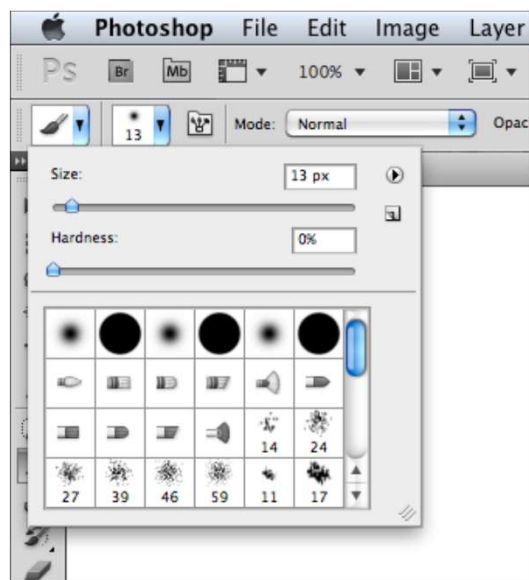 Photoshop File Edit Image Layer
Ps Br Mb 100%
13 Mode: Normal Opac
Size: 13 px
Hardness: 0%
14 24
27 39 46 59 11 17